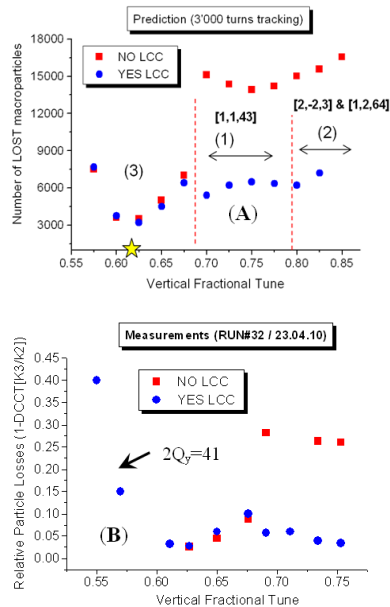 Prediction (3'000 turns tracking)
Number of LOST macroparticles
18000
15000
12000
9000
6000
3000
NO LCC
YES LCC
[2,-2,3] & [1,2,64]
[1,1,43]
(1)
(2)
(3)
(A)
0.55 0.60 0.65 0.70 0.75 0.80 0.85
Vertical Fractional Tune
Measurements (RUN#32 / 23.04.10)
Relative Particle Losses (1-DCCT[K3/k2])
0.45
0.40
0.35
0.30
0.25
0.20
0.15
0.10
0.05
0.00
NO LCC
YES LCC
2Qy=41
(B)
0.55 0.60 0.65 0.70 0.75
Vertical Fractional Tune